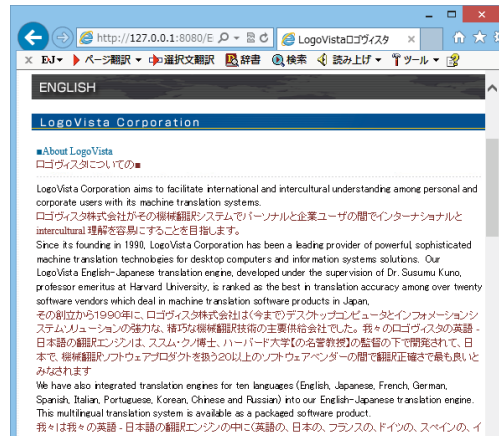 http://127.0.0.1:8080/E
LogoVistaロゴヴィスタ
EJ ページ翻訳 選択文翻訳 辞書 検索 読み上げ ツール
ENGLISH
LogoVista Corporation
■About LogoVista
ロゴヴィスタについての■
LogoVista Corporation aims to facilitate international and intercultural understanding among personal and
corporate users with its machine translation systems.
ロゴヴィスタ株式会社がその機械翻訳システムでパーソナルと企業ユーザの間でインターナショナルと
intercultural 理解を容易にすることを目指します。
Since its founding in 1990, LogoVista Corporation has been a leading provider of powerful, sophisticated
machine translation technologies for desktop computers and information systems solutions. Our
LogoVista English-Japanese translation engine, developed under the supervision of Dr. Susumu Kuno,
professor emeritus at Harvard University, is ranked as the best in translation accuracy among over twenty
software vendors which deal in machine translation software products in Japan,
その創立から1990年に、ロゴヴィスタ株式会社は(今まで)デスクトップコンピュータとインフォメーションシ
ステムソリューションの強力な、精巧な機械翻訳技術の主要供給会社でした。我々のロゴヴィスタの英語 -
日本語の翻訳エンジンは、ススム・クノ博士、ハーバード大学【の名誉教授】の監督の下で開発されて、日
本で、機械翻訳ソフトウェアプロダクトを扱う20以上のソフトウェアベンダーの間で翻訳正確さで最も良いと
みなされます
We have also integrated translation engines for ten languages (English, Japanese, French, German,
Spanish, Italian, Portuguese, Korean, Chinese and Russian) into our English-Japanese translation engine.
This multilingual translation system is available as a packaged software product.
我々は我々の英語 - 日本語の翻訳エンジンの中に(英語の、日本の、フランスの、ドイツの、スペインの、イ